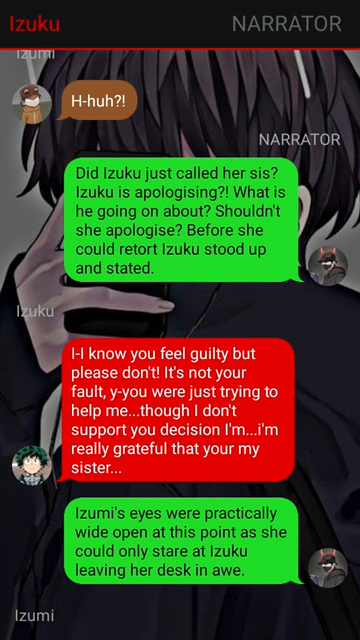 Izuku
NARRATOR
Izumi
H-huh?!
NARRATOR
Did Izuku just called her sis?
Izuku is apologising?! What is
he going on about? Shouldn't
she apologise? Before she
could retort Izuku stood up
and stated.
Izuku
I-I know you feel guilty but
please don't! It's not your
fault, y-you were just trying to
help me...though I don't
support you decision I'm...i'm
really grateful that your my
sister...
Izumi's eyes were practically
wide open at this point as she
could only stare at Izuku
leaving her desk in awe.
Izumi